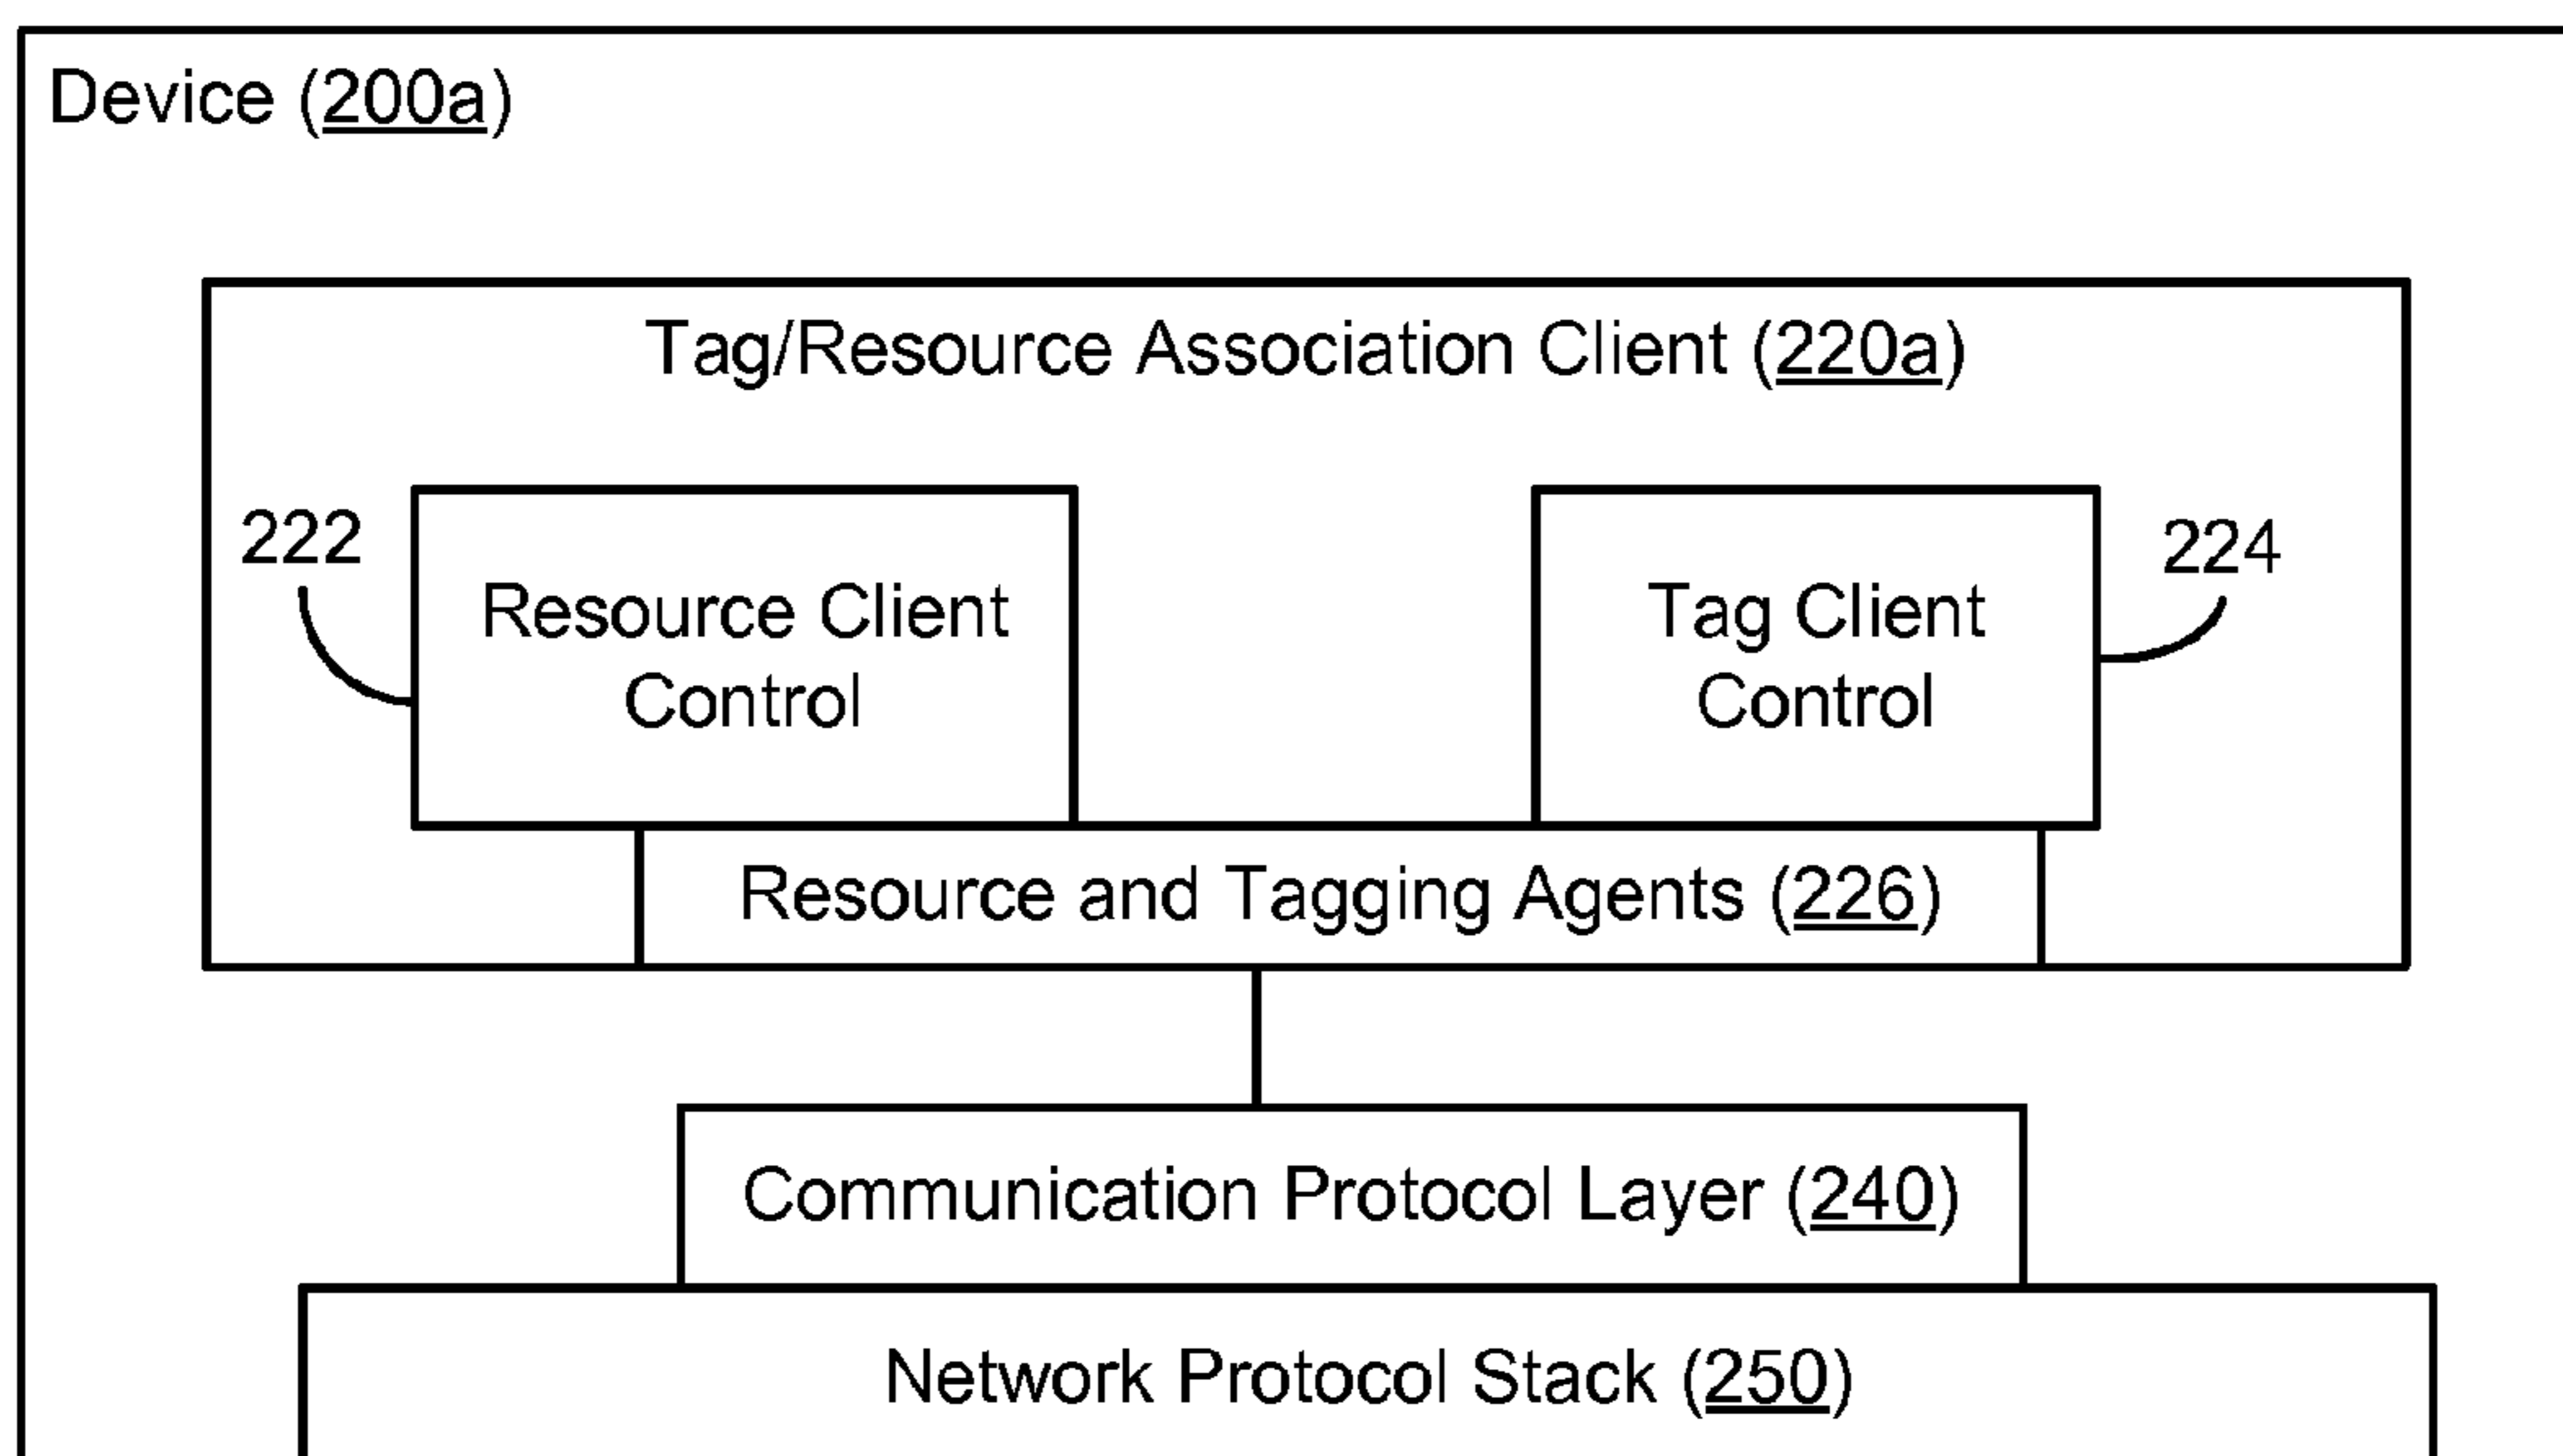 Device (200a)
Tag/Resource Association Client (220a)
222
Resource Client
Control
Tag Client
Control
224
Resource and Tagging Agents (226)
Communication Protocol Layer (240)
Network Protocol Stack (250)